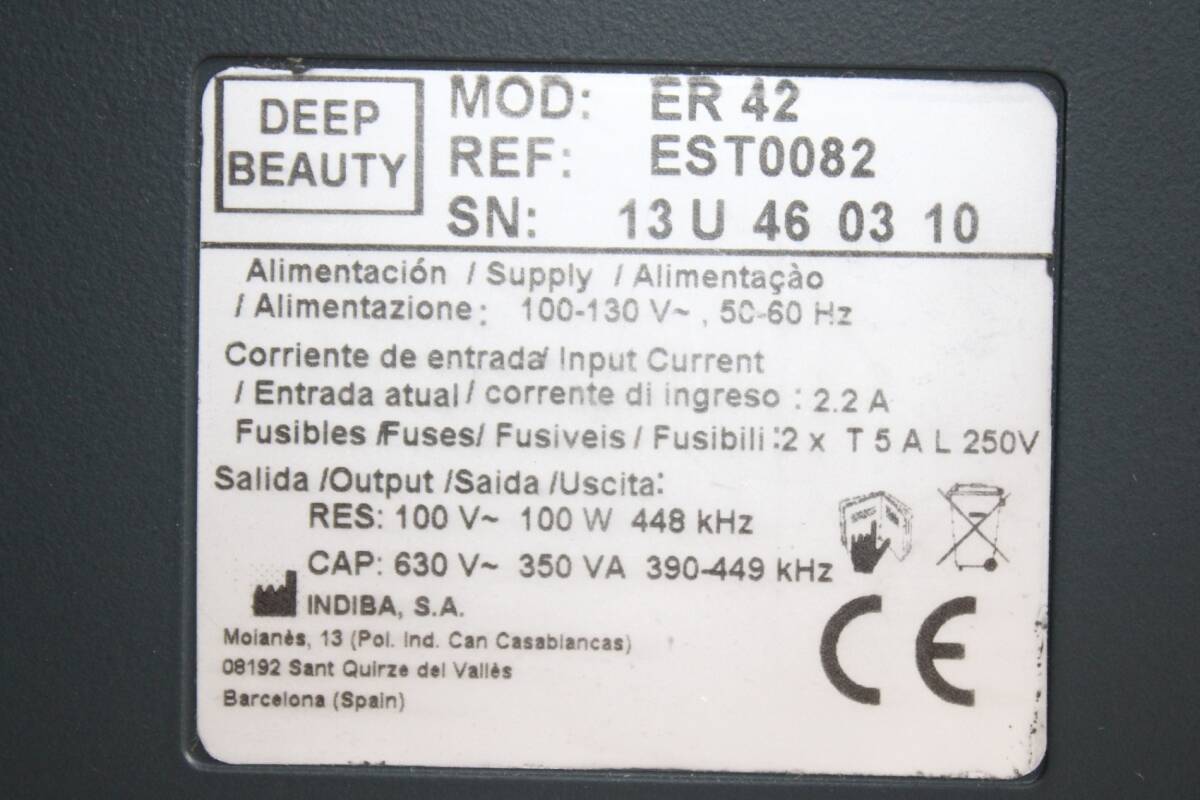 DEEP
BEAUTY
MOD: ER 42
REF: EST0082
SN: 13 U 46 03 10
Alimentación / Supply / Alimentaçào
/ Alimentazione: 100-130 V~ , 50-60 Hz
Corriente de entrada/ Input Current
/ Entrada atual / corrente di ingreso : 2.2 A
Fusibles /Fuses/ Fusiveis / Fusibili :2 x T 5 A L 250V
Salida /Output /Saida /Uscita:
RES: 100 V~ 100 W 448 kHz
CAP: 630 V~ 350 VA 390-449 kHz
INDIBA, S.A.
Moianès, 13 (Pol. Ind. Can Casablancas)
08192 Sant Quirze del Vallès
Barcelona (Spain)
CE